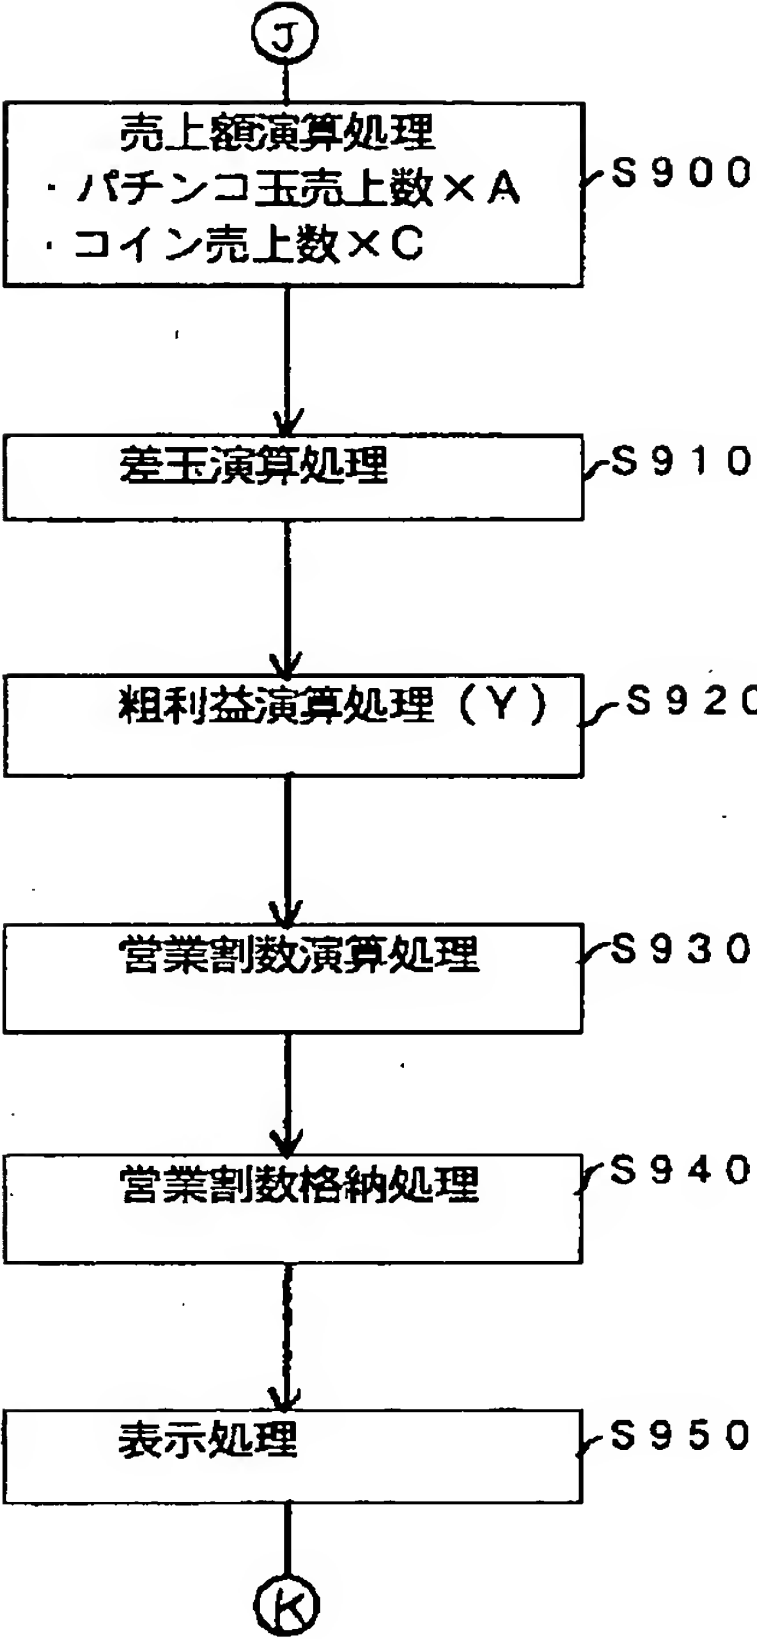 J
売上額演算処理
・パチンコ玉売上数×A
・コイン売上数×C
S900
差玉演算処理
S910
粗利益演算処理(Y)
S920
営業割数演算処理
S930
営業割数格納処理
S940
表示処理
S950
K